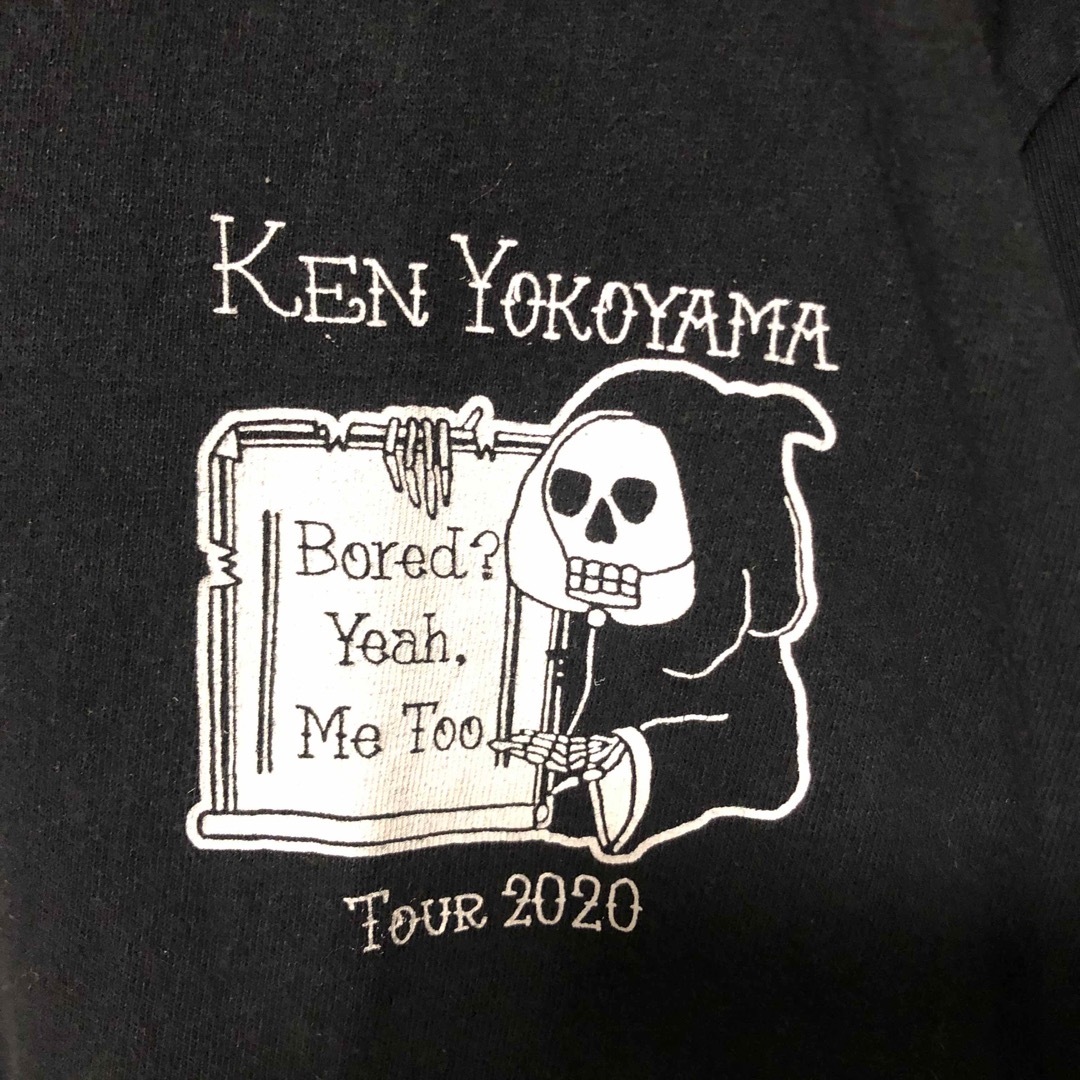 KEN YOKOYAMA
Bored?
Yeah,
Me Too
TOUR 2020